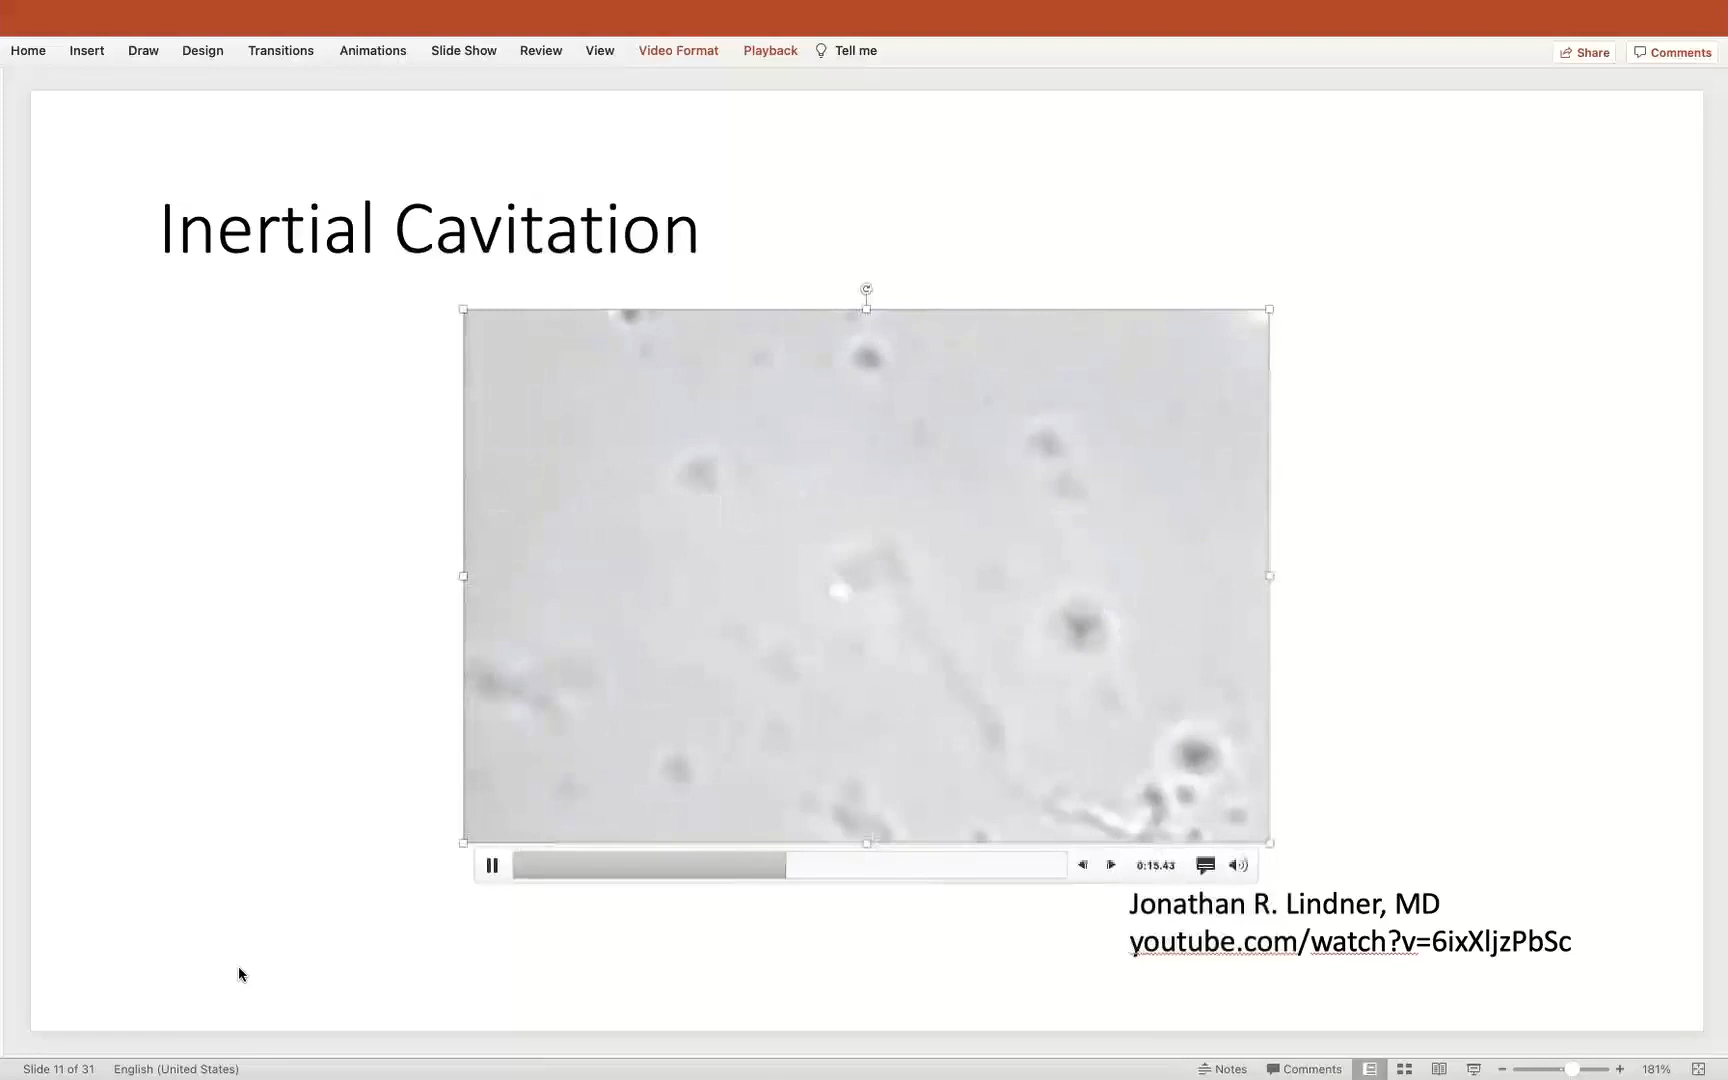 Home Insert Draw Design Transitions Animations Slide Show Review View Video Format Playback Tell me Share Comments
Inertial Cavitation
0:15.43
Jonathan R. Lindner, MD
youtube.com/watch?v=6ixXljzPbSc
Slide 11 of 31 English (United States) Notes Comments 181%